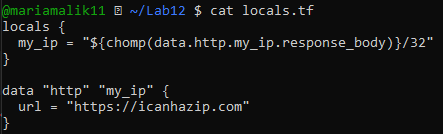 @mariamalik11 ~/Lab12 $ cat locals.tf
locals {
  my_ip = "${chomp(data.http.my_ip.response_body)}/32"
}

data "http" "my_ip" {
  url = "https://icanhazip.com"
}